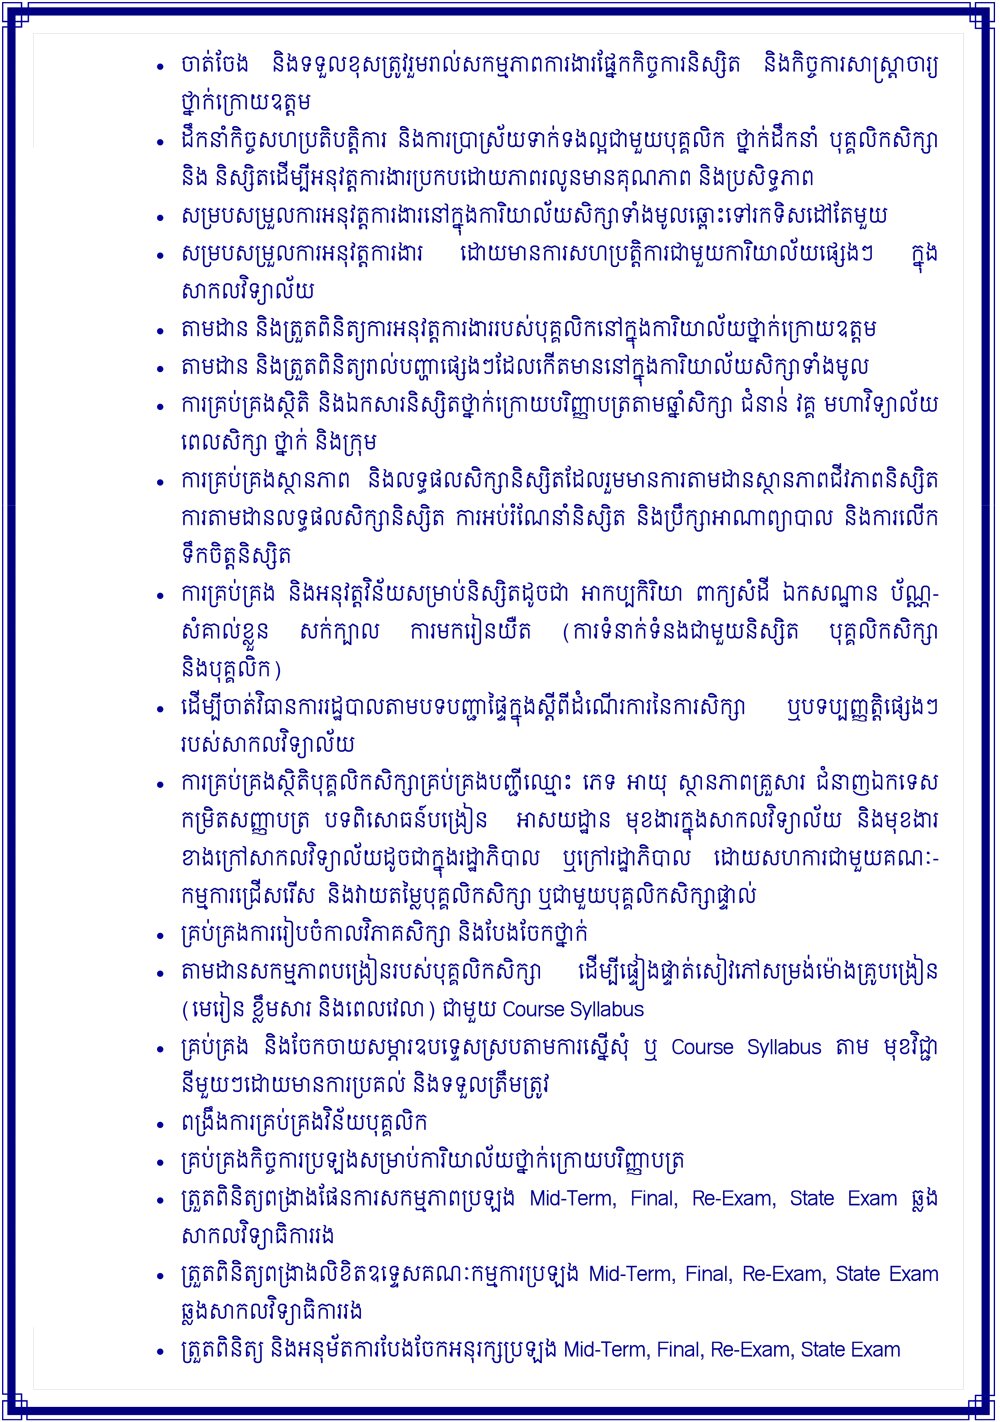 • ចាត់ចែង និងទទួលខុសត្រូវរួមរាល់សកម្មភាពការងារផ្នែកកិច្ចការនិស្សិត និងកិច្ចការសាស្ត្រាចារ្យ
ថ្នាក់ក្រោយឧត្តម
• ដឹកនាំកិច្ចសហប្រតិបត្តិការ និងការប្រាស្រ័យទាក់ទងល្អជាមួយបុគ្គលិក ថ្នាក់ដឹកនាំ បុគ្គលិកសិក្សា
និង និស្សិតដើម្បីអនុវត្តការងារប្រកបដោយភាពរលូនមានគុណភាព និងប្រសិទ្ធភាព
• សម្របសម្រួលការអនុវត្តការងារនៅក្នុងការិយាល័យសិក្សាទាំងមូលឆ្ពោះទៅរកទិសដៅតែមួយ
• សម្របសម្រួលការអនុវត្តការងារ ដោយមានការសហប្រត្តិការជាមួយការិយាល័យផ្សេងៗ ក្នុង
សាកលវិទ្យាល័យ
• តាមដាន និងត្រួតពិនិត្យការអនុវត្តការងាររបស់បុគ្គលិកនៅក្នុងការិយាល័យថ្នាក់ក្រោយឧត្តម
• តាមដាន និងត្រួតពិនិត្យរាល់បញ្ហាផ្សេងៗដែលកើតមាននៅក្នុងការិយាល័យសិក្សាទាំងមូល
• ការគ្រប់គ្រងស្ថិតិ និងឯកសារនិស្សិតថ្នាក់ក្រោយបរិញ្ញាបត្រតាមឆ្នាំសិក្សា ជំនាន់ វគ្គ មហាវិទ្យាល័យ
ពេលសិក្សា ថ្នាក់ និងក្រុម
• ការគ្រប់គ្រងស្ថានភាព និងលទ្ធផលសិក្សានិស្សិតដែលរួមមានការតាមដានស្ថានភាពជីវភាពនិស្សិត
ការតាមដានលទ្ធផលសិក្សានិស្សិត ការអប់រំណែនាំនិស្សិត និងប្រឹក្សាអាណាព្យាបាល និងការលើក
ទឹកចិត្តនិស្សិត
• ការគ្រប់គ្រង និងអនុវត្តវិន័យសម្រាប់និស្សិតដូចជា អាកប្បកិរិយា ពាក្យសំដី ឯកសណ្ឋាន ប័ណ្ណ-
សំគាល់ខ្លួន សក់ក្បាល ការមករៀនយឺត (ការទំនាក់ទំនងជាមួយនិស្សិត បុគ្គលិកសិក្សា
និងបុគ្គលិក)
• ដើម្បីចាត់វិធានការរដ្ឋបាលតាមបទបញ្ជាផ្ទៃក្នុងស្ដីពីដំណើរការនៃការសិក្សា ឬបទប្បញ្ញត្តិផ្សេងៗ
របស់សាកលវិទ្យាល័យ
• ការគ្រប់គ្រងស្ថិតិបុគ្គលិកសិក្សាគ្រប់គ្រងបញ្ជីឈ្មោះ ភេទ អាយុ ស្ថានភាពគ្រួសារ ជំនាញឯកទេស
កម្រិតសញ្ញាបត្រ បទពិសោធន៍បង្រៀន អាសយដ្ឋាន មុខងារក្នុងសាកលវិទ្យាល័យ និងមុខងារ
ខាងក្រៅសាកលវិទ្យាល័យដូចជាក្នុងរដ្ឋាភិបាល ឬក្រៅរដ្ឋាភិបាល ដោយសហការជាមួយគណៈ-
កម្មការជ្រើសរើស និងវាយតម្លៃបុគ្គលិកសិក្សា ឬជាមួយបុគ្គលិកសិក្សាផ្ទាល់
• គ្រប់គ្រងការរៀបចំកាលវិភាគសិក្សា និងបែងចែកថ្នាក់
• តាមដានសកម្មភាពបង្រៀនរបស់បុគ្គលិកសិក្សា ដើម្បីផ្ទៀងផ្ទាត់សៀវភៅសម្រង់ម៉ោងគ្រូបង្រៀន
(មេរៀន ខ្លឹមសារ និងពេលវេលា) ជាមួយ Course Syllabus
• គ្រប់គ្រង និងចែកចាយសម្ភារឧបទ្ទេសស្របតាមការស្នើសុំ ឬ Course Syllabus តាម មុខវិជ្ជា
នីមួយៗដោយមានការប្រគល់ និងទទួលត្រឹមត្រូវ
• ពង្រឹងការគ្រប់គ្រងវិន័យបុគ្គលិក
• គ្រប់គ្រងកិច្ចការប្រឡងសម្រាប់ការិយាល័យថ្នាក់ក្រោយបរិញ្ញាបត្រ
• ត្រួតពិនិត្យពង្រាងផែនការសកម្មភាពប្រឡង Mid-Term, Final, Re-Exam, State Exam ឆ្លង
សាកលវិទ្យាធិការរង
• ត្រួតពិនិត្យពង្រាងលិខិតឧទ្ទេសគណៈកម្មការប្រឡង Mid-Term, Final, Re-Exam, State Exam
ឆ្លងសាកលវិទ្យាធិការរង
• ត្រួតពិនិត្យ និងអនុម័តការបែងចែកអនុរក្សប្រឡង Mid-Term, Final, Re-Exam, State Exam